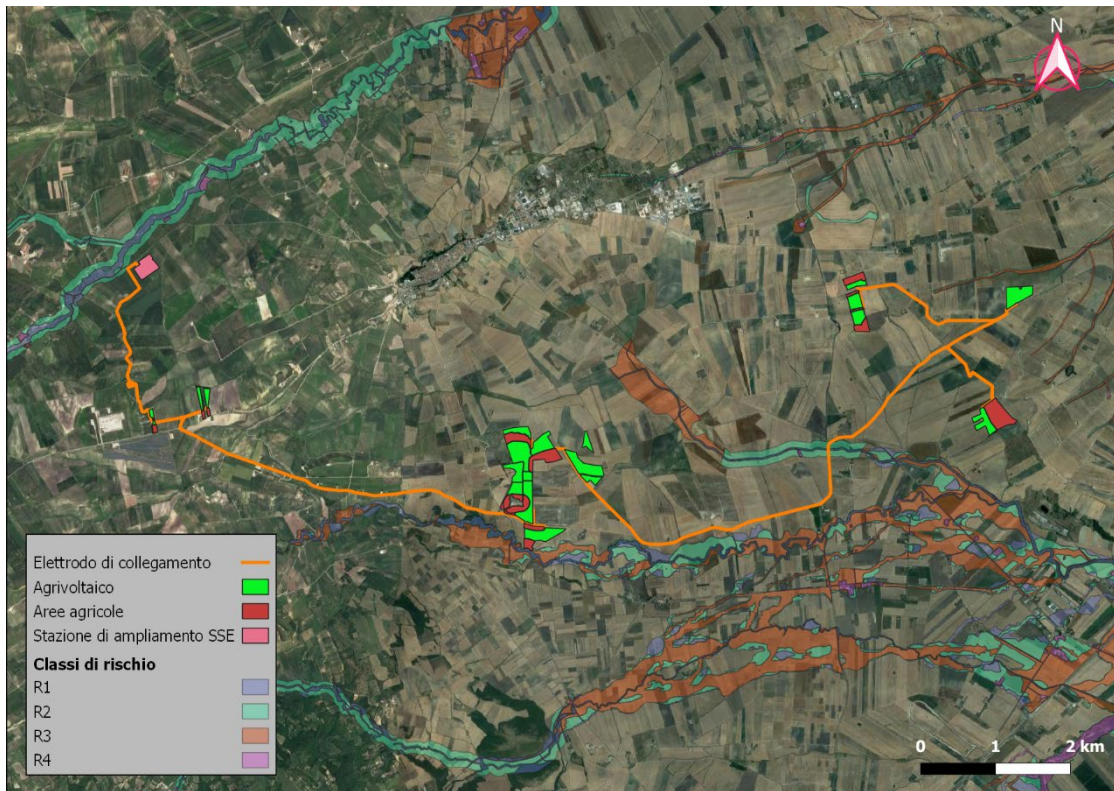 N
Elettrodo di collegamento
Agrivoltaico
Aree agricole
Stazione di ampliamento SSE
Classi di rischio
R1
R2
R3
R4
0 1 2 km